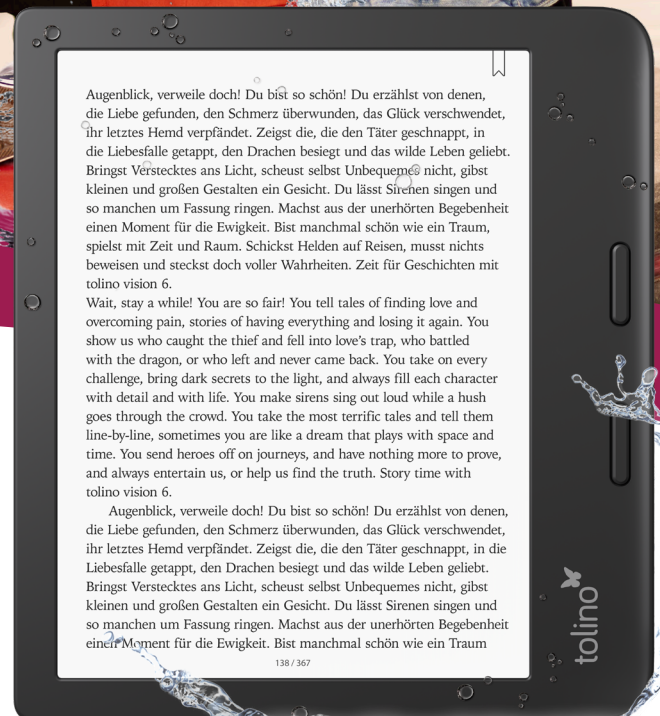 Augenblick, verweile doch! Du bist so schön! Du erzählst von denen,
die Liebe gefunden, den Schmerz überwunden, das Glück verschwendet,
ihr letztes Hemd verpfändet. Zeigst die, die den Täter geschnappt, in
die Liebesfalle getappt, den Drachen besiegt und das wilde Leben geliebt.
Bringst Verstecktes ans Licht, scheust selbst Unbequemes nicht, gibst
kleinen und großen Gestalten ein Gesicht. Du lässt Sirenen singen und
so manchen um Fassung ringen. Machst aus der unerhörten Begebenheit
einen Moment für die Ewigkeit. Bist manchmal schön wie ein Traum,
spielst mit Zeit und Raum. Schickst Helden auf Reisen, musst nichts
beweisen und steckst doch voller Wahrheiten. Zeit für Geschichten mit
tolino vision 6.
Wait, stay a while! You are so fair! You tell tales of finding love and
overcoming pain, stories of having everything and losing it again. You
show us who caught the thief and fell into love’s trap, who battled
with the dragon, or who left and never came back. You take on every
challenge, bring dark secrets to the light, and always fill each character
with detail and with life. You make sirens sing out loud while a hush
goes through the crowd. You take the most terrific tales and tell them
line-by-line, sometimes you are like a dream that plays with space and
time. You send heroes off on journeys, and have nothing more to prove,
and always entertain us, or help us find the truth. Story time with
tolino vision 6.
Augenblick, verweile doch! Du bist so schön! Du erzählst von denen,
die Liebe gefunden, den Schmerz überwunden, das Glück verschwendet,
ihr letztes Hemd verpfändet. Zeigst die, die den Täter geschnappt, in die
Liebesfalle getappt, den Drachen besiegt und das wilde Leben geliebt.
Bringst Verstecktes ans Licht, scheust selbst Unbequemes nicht, gibst
kleinen und großen Gestalten ein Gesicht. Du lässt Sirenen singen und
so manchen um Fassung ringen. Machst aus der unerhörten Begebenheit
einen Moment für die Ewigkeit. Bist manchmal schön wie ein Traum
138 / 367
tolino